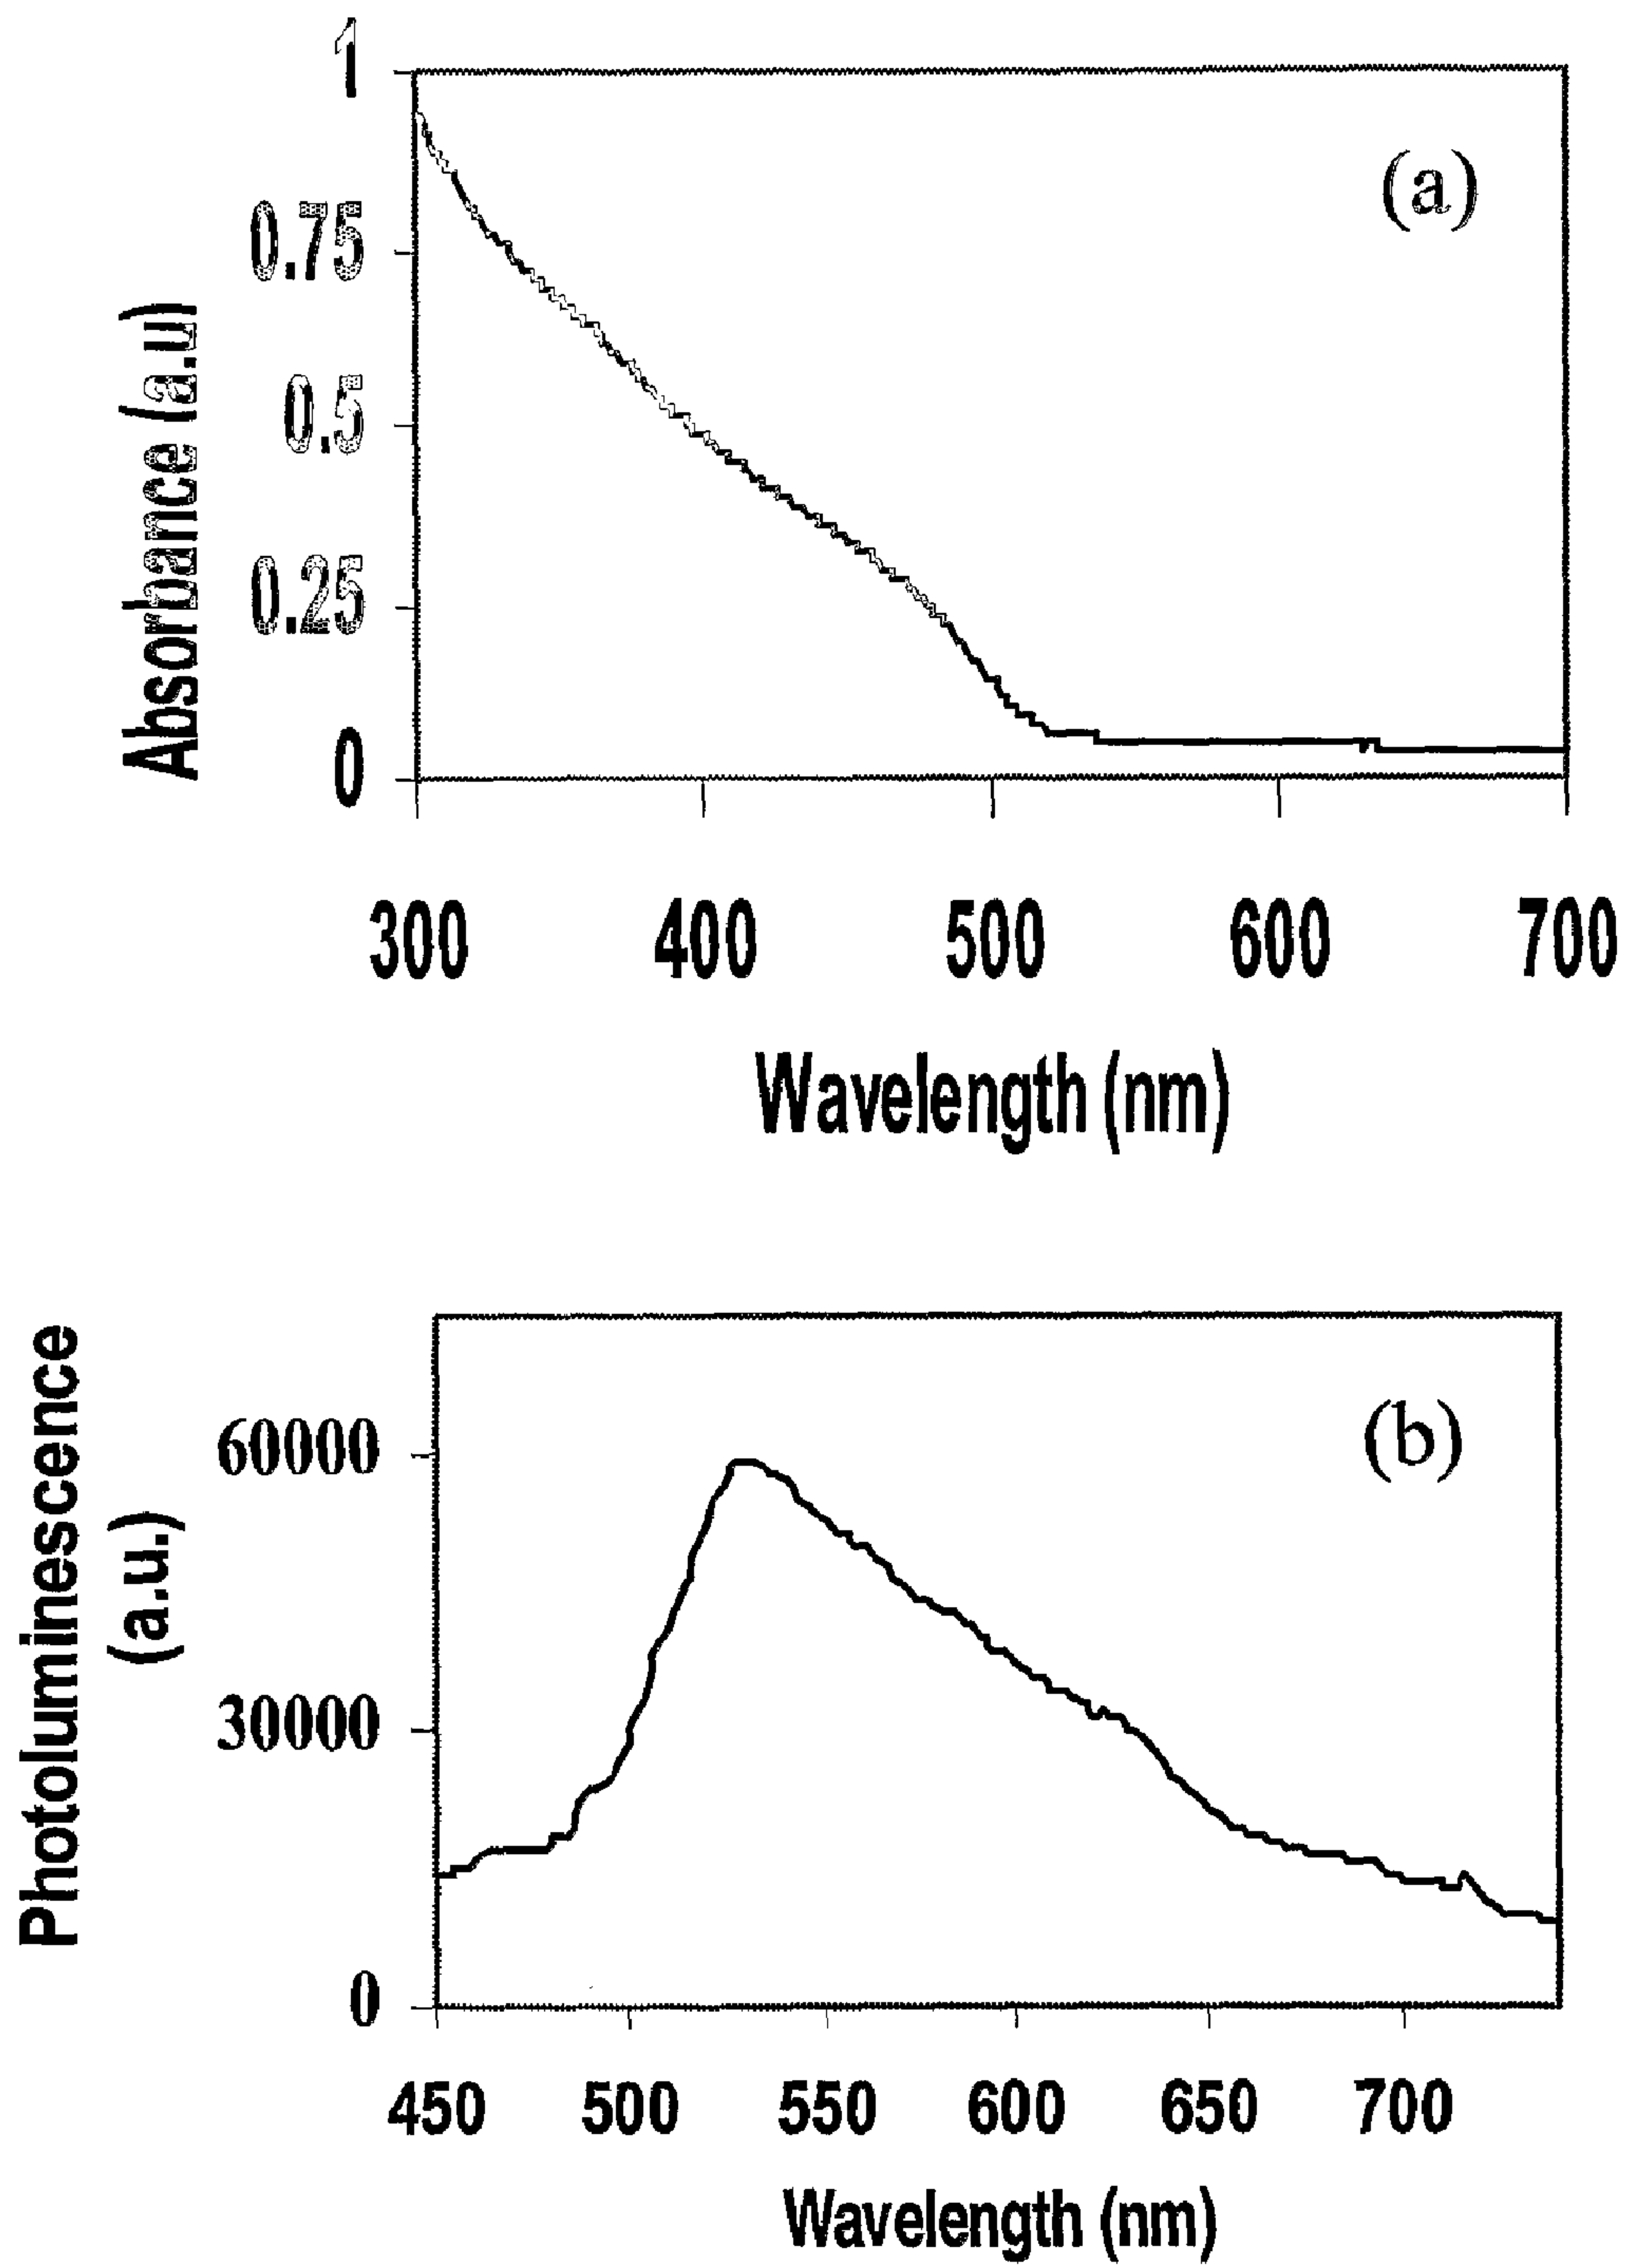 1
(a)
0.75
0.5
0.25
0
Absorbance (a.u)
300 400 500 600 700
Wavelength (nm)
(b)
60000
30000
0
Photoluminescence
(a.u.)
450 500 550 600 650 700
Wavelength (nm)